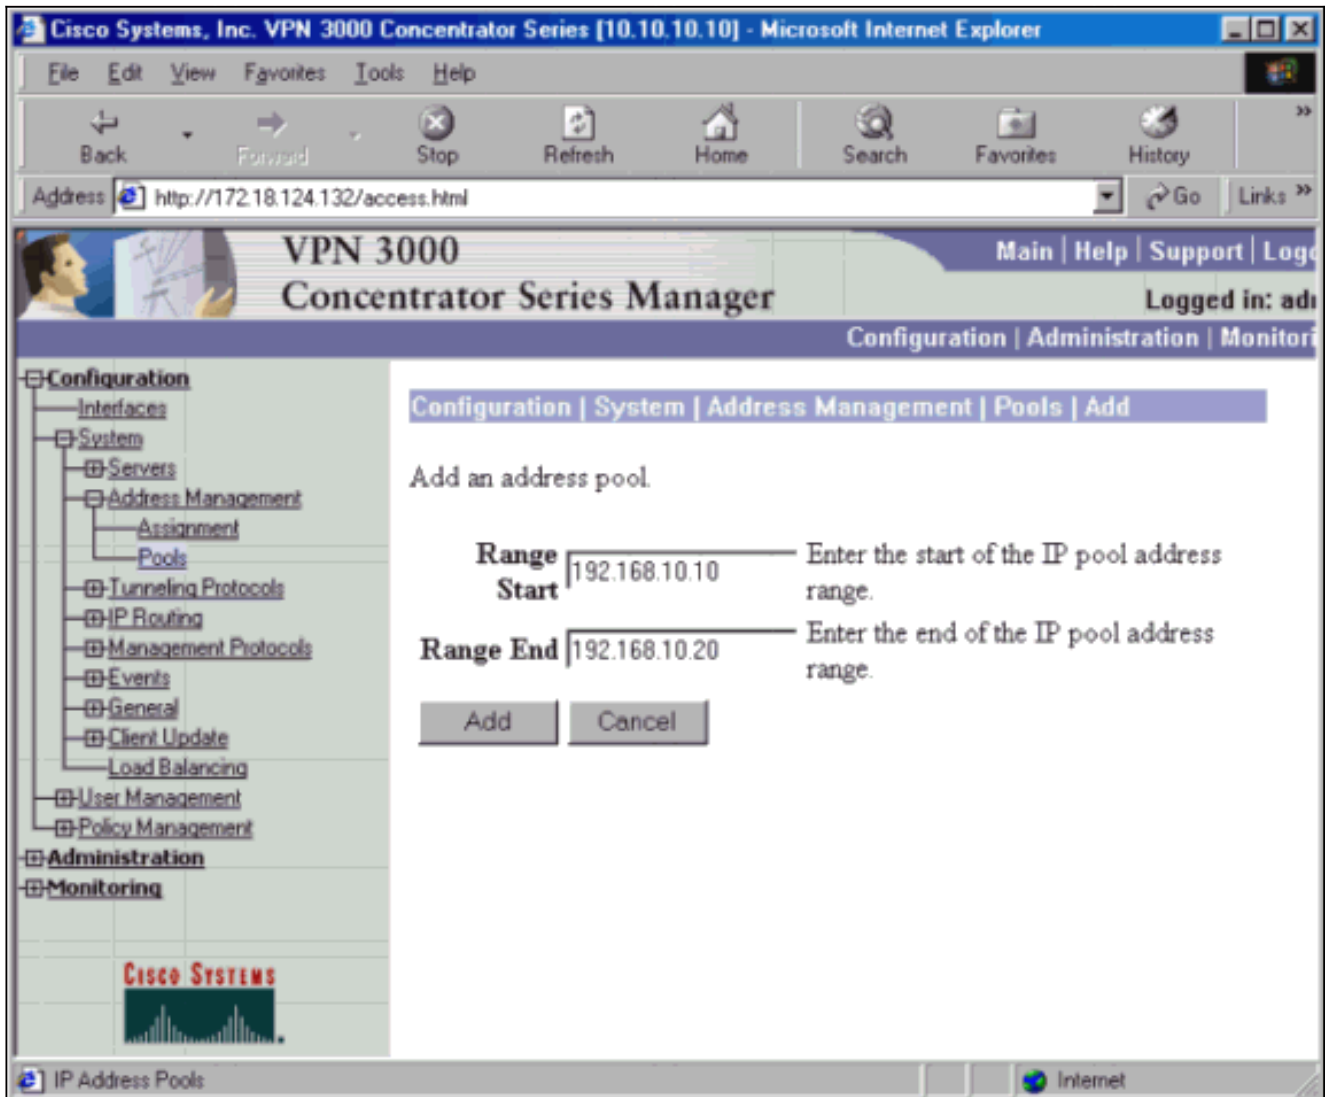 Cisco Systems, Inc. VPN 3000 Concentrator Series [10.10.10.10] - Microsoft Internet Explorer
File Edit View Favorites Tools Help
Back Forward Stop Refresh Home Search Favorites History »
Address http://172.18.124.132/access.html Go Links »
VPN 3000
Concentrator Series Manager
Main | Help | Support | Logo
Logged in: adm
Configuration | Administration | Monitori
Configuration
Interfaces
System
Servers
Address Management
Assignment
Pools
Tunneling Protocols
IP Routing
Management Protocols
Events
General
Client Update
Load Balancing
User Management
Policy Management
Administration
Monitoring
CISCO SYSTEMS
Configuration | System | Address Management | Pools | Add
Add an address pool.
Range Start 192.168.10.10 Enter the start of the IP pool address
range.
Range End 192.168.10.20 Enter the end of the IP pool address
range.
Add Cancel
IP Address Pools Internet